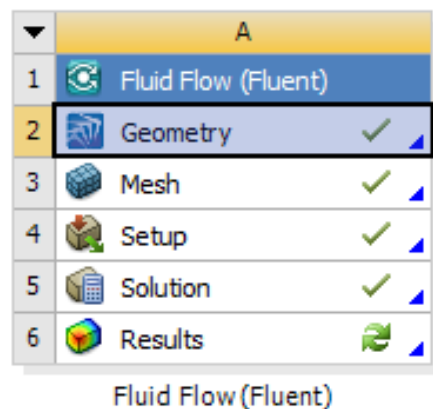 A
1 Fluid Flow (Fluent)
2 Geometry
3 Mesh
4 Setup
5 Solution
6 Results
Fluid Flow (Fluent)